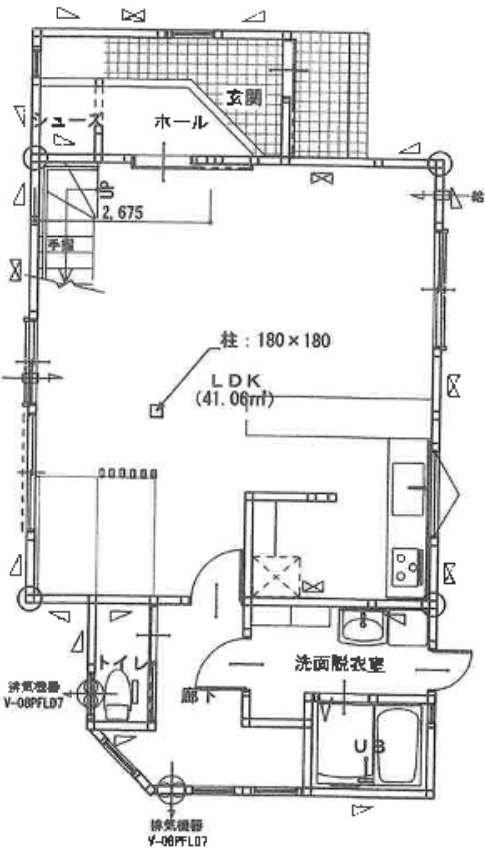 玄関
シューズ
ホール
UP
2,675
手摺
給
柱：180×180
LDK
(41.06㎡)
トイレ
洗面脱衣室
排気機器
V-08PFLD7
廊下
UB
排気機器
V-08PFLD7